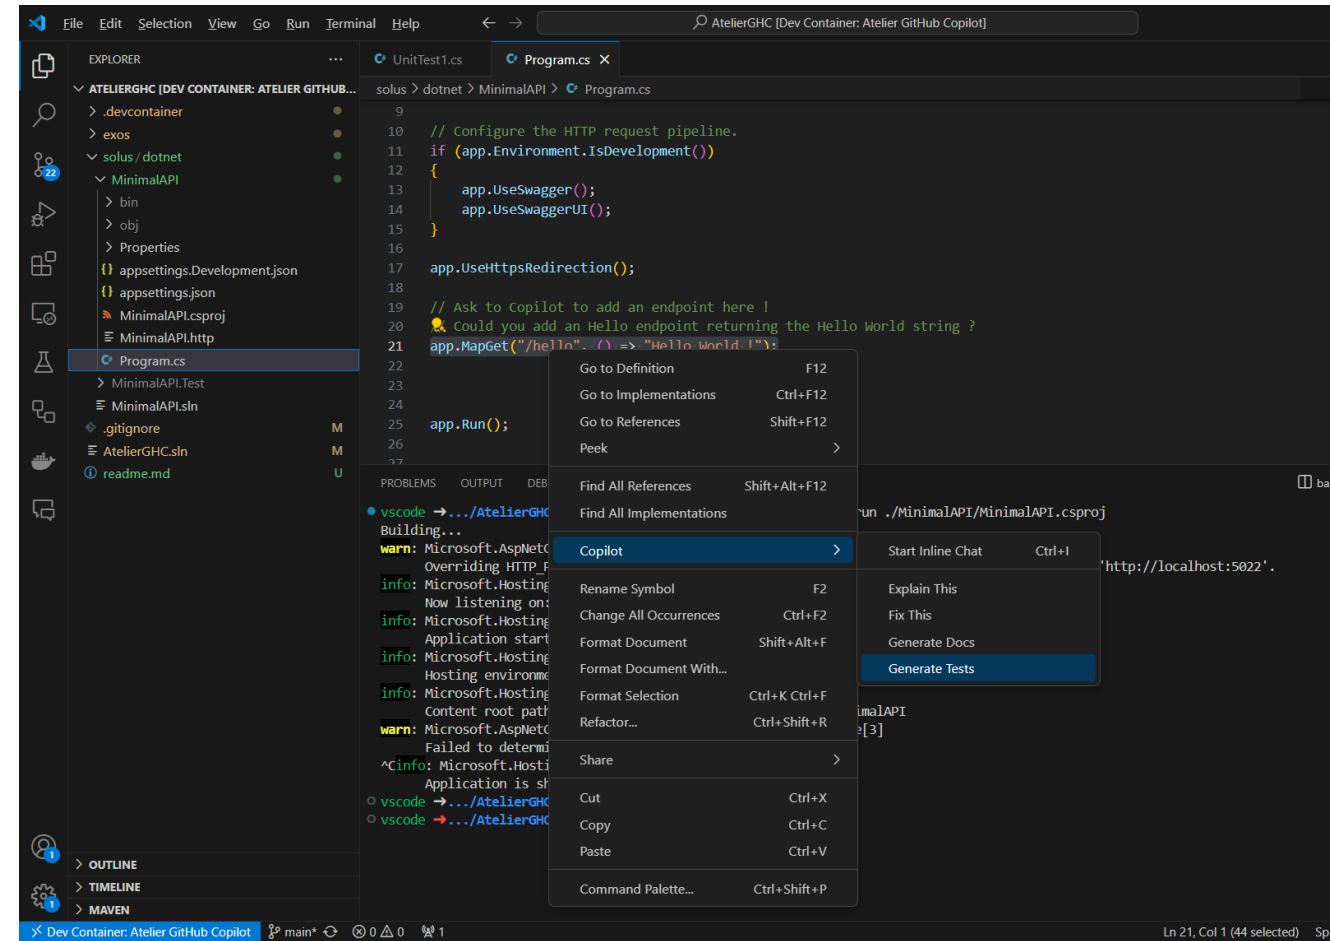 File Edit Selection View Go Run Terminal Help
AtelierGHC [Dev Container: Atelier GitHub Copilot]
EXPLORER
ATELIERGHC [DEV CONTAINER: ATELIER GITHUB...
.devcontainer
exos
solus / dotnet
MinimalAPI
bin
obj
Properties
{} appsettings.Development.json
{} appsettings.json
MinimalAPI.csproj
MinimalAPI.http
Program.cs
MinimalAPI.Test
MinimalAPI.sln
.gitignore M
AtelierGHC.sln M
readme.md U
OUTLINE
TIMELINE
MAVEN
22
1
1
UnitTest1.cs Program.cs
solus > dotnet > MinimalAPI > Program.cs
9
10 // Configure the HTTP request pipeline.
11 if (app.Environment.IsDevelopment())
12 {
13 app.UseSwagger();
14 app.UseSwaggerUI();
15 }
16
17 app.UseHttpsRedirection();
18
19 // Ask to Copilot to add an endpoint here !
20 Could you add an Hello endpoint returning the Hello World string ?
21 app.MapGet("/hello", () => "Hello World !");
22
23
24
25 app.Run();
26
27
PROBLEMS OUTPUT DEB
ba
vscode →.../AtelierGHC run ./MinimalAPI/MinimalAPI.csproj
Building...
warn: Microsoft.AspNetC
Overriding HTTP_P 'http://localhost:5022'.
info: Microsoft.Hosting
Now listening on:
info: Microsoft.Hosting
Application start
info: Microsoft.Hosting
Hosting environme
info: Microsoft.Hosting
Content root path imalAPI
warn: Microsoft.AspNetC e[3]
Failed to determi
^Cinfo: Microsoft.Hosti
Application is sh
vscode →.../AtelierGHC
vscode →.../AtelierGHC
Go to Definition F12
Go to Implementations Ctrl+F12
Go to References Shift+F12
Peek
Find All References Shift+Alt+F12
Find All Implementations
Copilot
Rename Symbol F2
Change All Occurrences Ctrl+F2
Format Document Shift+Alt+F
Format Document With...
Format Selection Ctrl+K Ctrl+F
Refactor... Ctrl+Shift+R
Share
Cut Ctrl+X
Copy Ctrl+C
Paste Ctrl+V
Command Palette... Ctrl+Shift+P
Start Inline Chat Ctrl+I
Explain This
Fix This
Generate Docs
Generate Tests
Dev Container: Atelier GitHub Copilot main* 0 0 1
Ln 21, Col 1 (44 selected) Sp